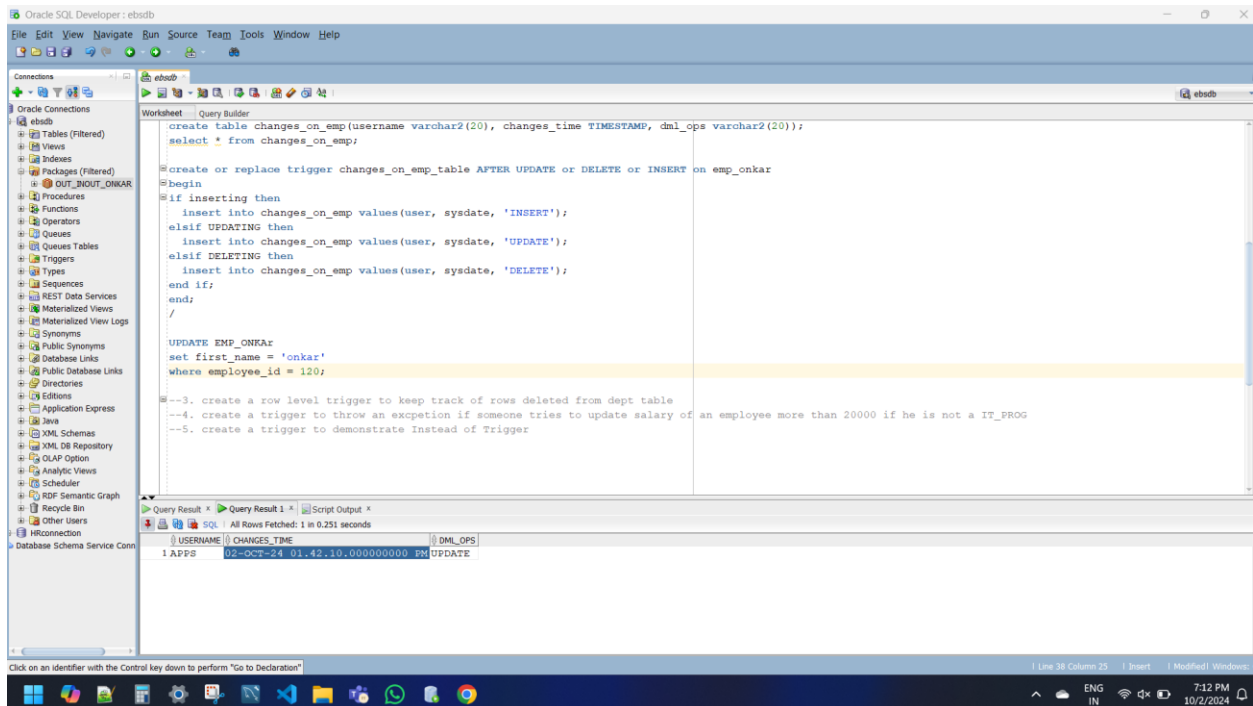 Oracle SQL Developer : ebsdb
File Edit View Navigate Run Source Team Tools Window Help
Connections
Oracle Connections
ebsdb
Tables (Filtered)
Views
Indexes
Packages (Filtered)
OUT_INOUT_ONKAR
Procedures
Functions
Operators
Queues
Queues Tables
Triggers
Types
Sequences
REST Data Services
Materialized Views
Materialized View Logs
Synonyms
Public Synonyms
Database Links
Public Database Links
Directories
Editions
Application Express
Java
XML Schemas
XML DB Repository
OLAP Option
Analytic Views
Scheduler
RDF Semantic Graph
Recycle Bin
Other Users
HRconnection
Database Schema Service Conn
ebsdb
ebsdb
Worksheet Query Builder
create table changes_on_emp(username varchar2(20), changes_time TIMESTAMP, dml_ops varchar2(20));
select * from changes_on_emp;
create or replace trigger changes_on_emp_table AFTER UPDATE or DELETE or INSERT on emp_onkar
begin
if inserting then
insert into changes_on_emp values(user, sysdate, 'INSERT');
elsif UPDATING then
insert into changes_on_emp values(user, sysdate, 'UPDATE');
elsif DELETING then
insert into changes_on_emp values(user, sysdate, 'DELETE');
end if;
end;
/
UPDATE EMP_ONKAr
set first_name = 'onkar'
where employee_id = 120;
--3. create a row level trigger to keep track of rows deleted from dept table
--4. create a trigger to throw an excpetion if someone tries to update salary of an employee more than 20000 if he is not a IT_PROG
--5. create a trigger to demonstrate Instead of Trigger
Query Result × Query Result 1 × Script Output ×
SQL | All Rows Fetched: 1 in 0.251 seconds
USERNAME CHANGES_TIME DML_OPS
1 APPS 02-OCT-24 01.42.10.000000000 PM UPDATE
Click on an identifier with the Control key down to perform "Go to Declaration"
Line 38 Column 25 | Insert | Modified | Windows:
ENG
IN
7:12 PM
10/2/2024